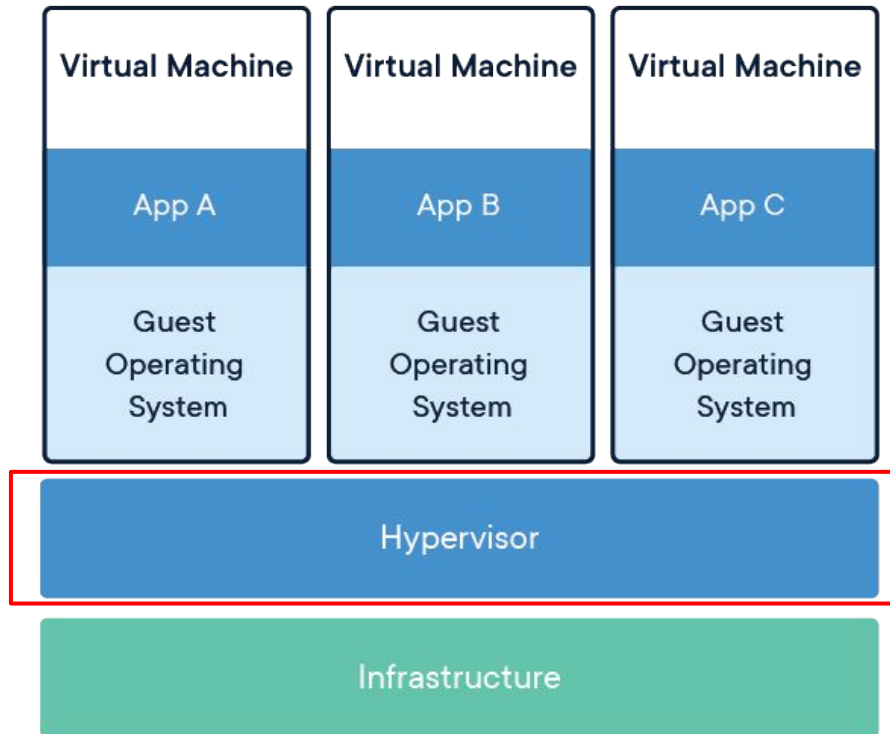 Virtual Machine
Virtual Machine
Virtual Machine
App A
App B
App C
Guest
Operating
System
Guest
Operating
System
Guest
Operating
System
Hypervisor
Infrastructure